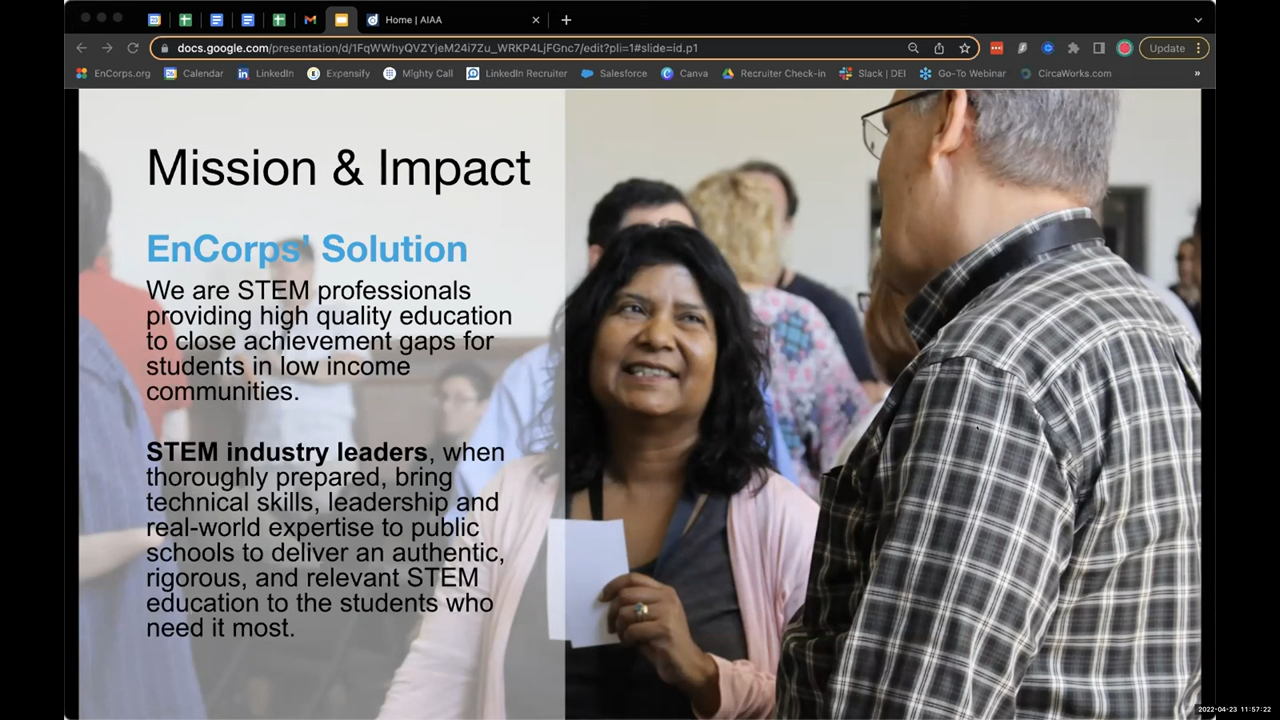 Home | AIAA
docs.google.com/presentation/d/1FqWWhyQVZYjeM24i7Zu_WRKP4LjFGnc7/edit?pli=1#slide=id.p1
Update
EnCorps.org Calendar LinkedIn Expensify Mighty Call LinkedIn Recruiter Salesforce Canva Recruiter Check-in Slack | DEI Go-To Webinar CircaWorks.com »
Mission & Impact
EnCorps' Solution
We are STEM professionals
providing high quality education
to close achievement gaps for
students in low income
communities.
STEM industry leaders, when
thoroughly prepared, bring
technical skills, leadership and
real-world expertise to public
schools to deliver an authentic,
rigorous, and relevant STEM
education to the students who
need it most.
2022-04-23 11:57:22